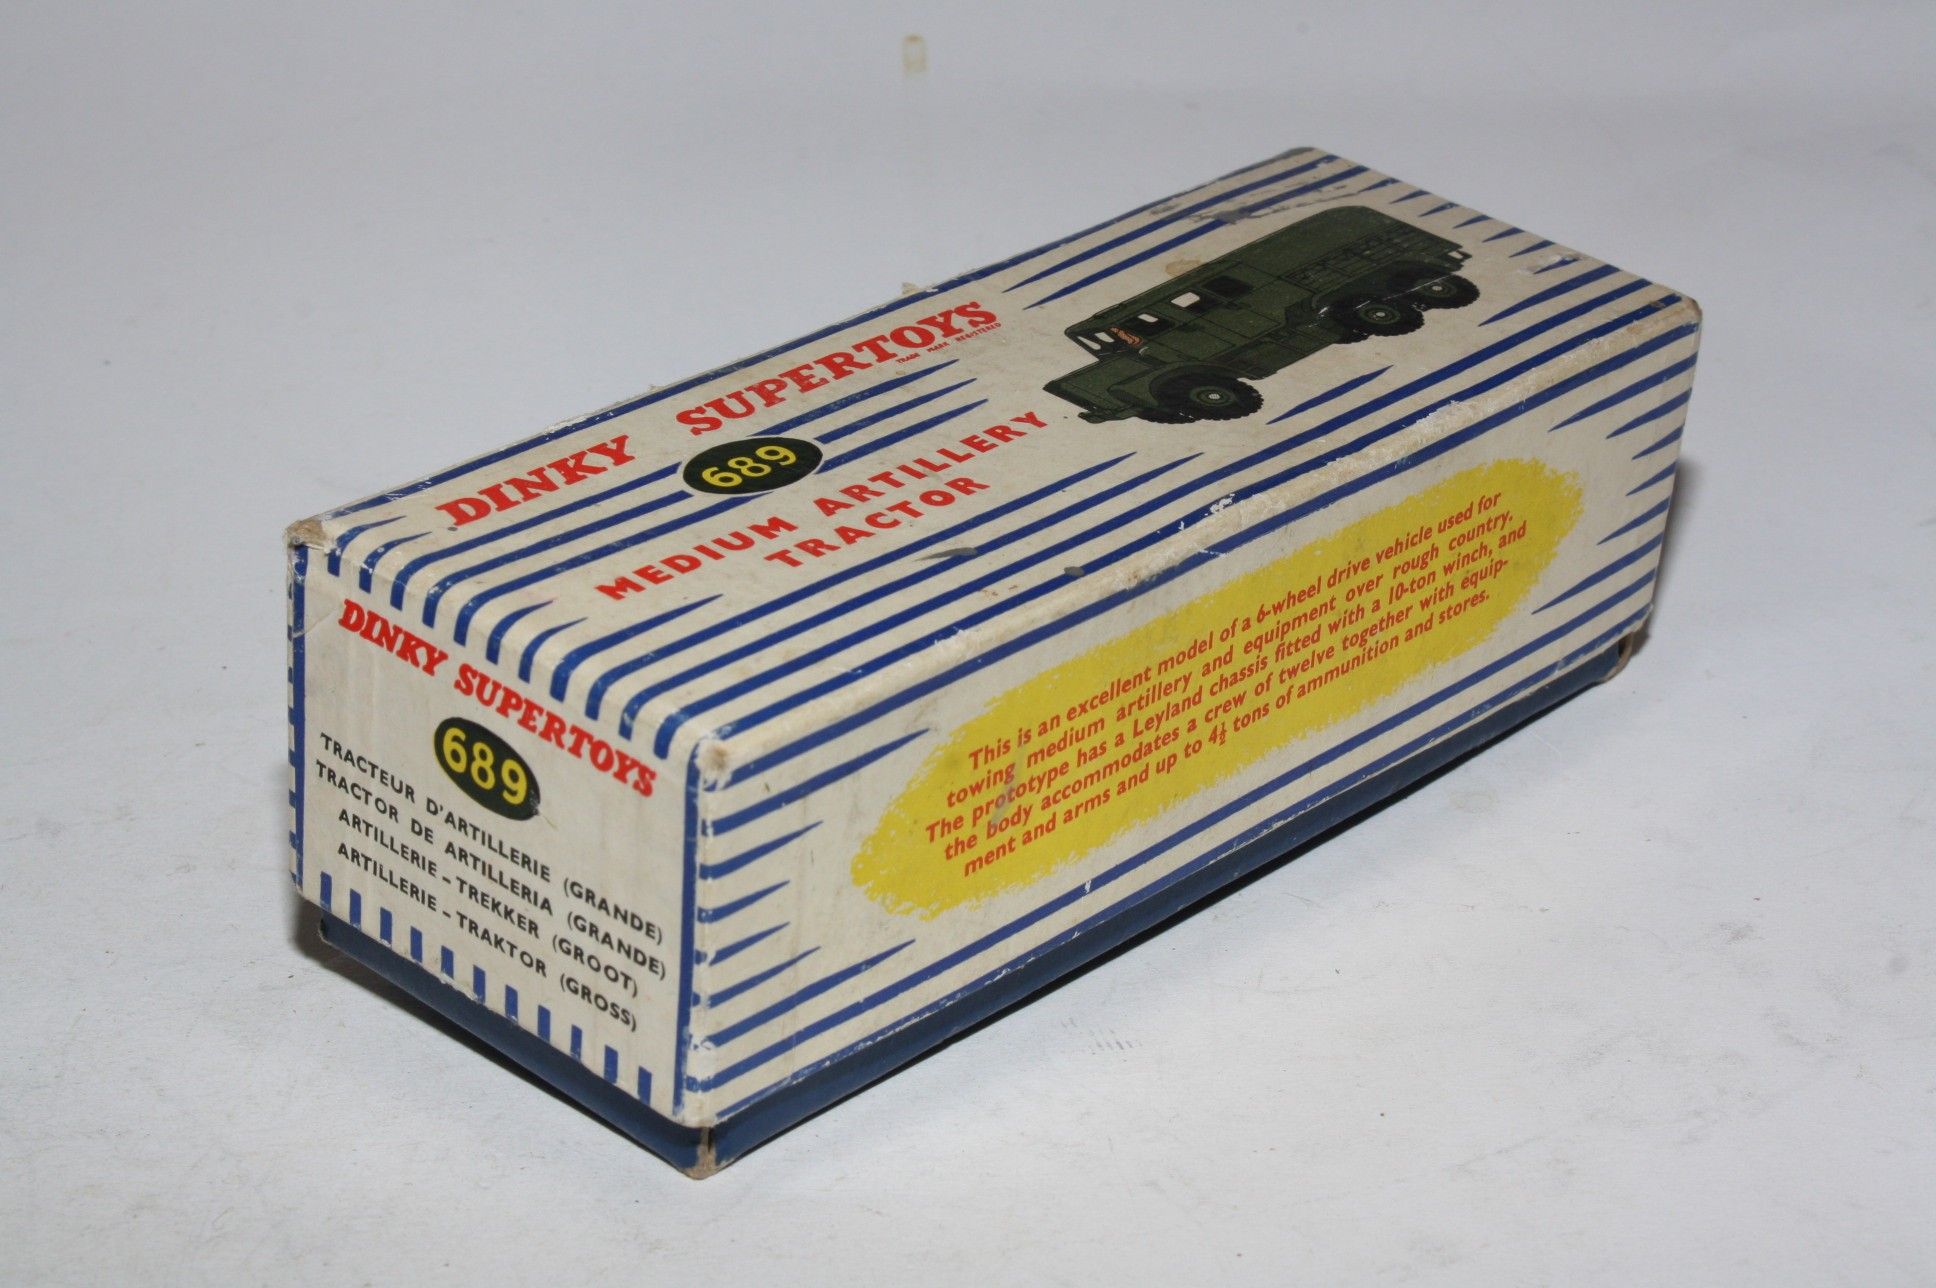 DINKY SUPERTOYS
TRADE MARK REGISTERED
689
MEDIUM ARTILLERY
TRACTOR
DINKY SUPERTOYS
689
TRACTEUR D'ARTILLERIE (GRANDE)
TRACTOR DE ARTILLERIA (GRANDE)
ARTILLERIE-TREKKER (GROOT)
ARTILLERIE-TRAKTOR (GROSS)
This is an excellent model of a 6-wheel drive vehicle used for
towing medium artillery and equipment over rough country.
The prototype has a Leyland chassis fitted with a 10-ton winch, and
the body accommodates a crew of twelve together with equip-
ment and arms and up to 4½ tons of ammunition and stores.